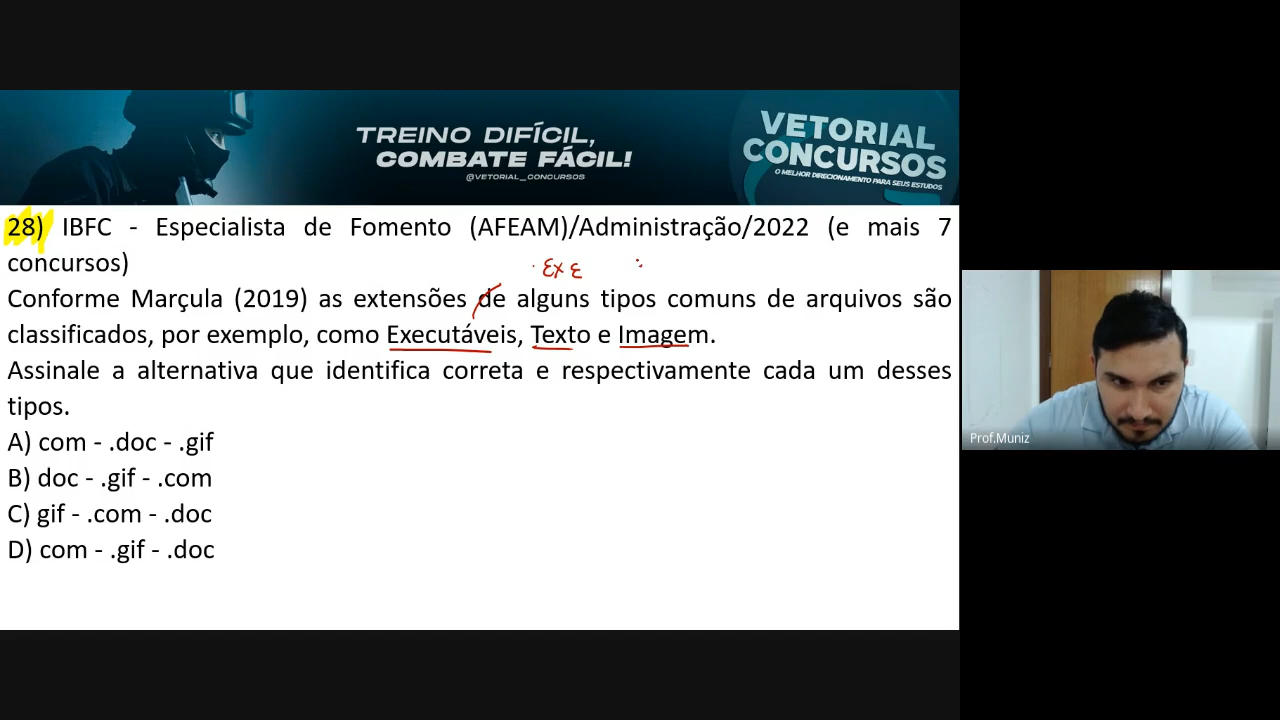 TREINO DIFÍCIL,
COMBATE FÁCIL!
@VETORIAL_CONCURSOS
VETORIAL
CONCURSOS
O MELHOR DIRECIONAMENTO PARA SEUS ESTUDOS
28) IBFC - Especialista de Fomento (AFEAM)/Administração/2022 (e mais 7
concursos)
.EXE
Conforme Marçula (2019) as extensões de alguns tipos comuns de arquivos são
classificados, por exemplo, como Executáveis, Texto e Imagem.
Assinale a alternativa que identifica correta e respectivamente cada um desses
tipos.
A) com - .doc - .gif
B) doc - .gif - .com
C) gif - .com - .doc
D) com - .gif - .doc
Prof.Muniz